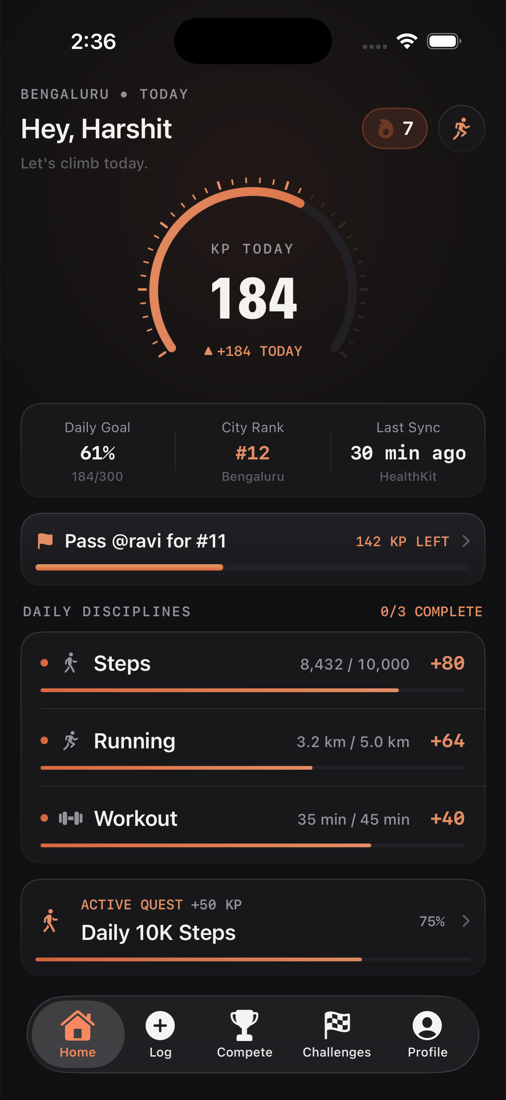 2:36
BENGALURU • TODAY
Hey, Harshit
7
Let's climb today.
KP TODAY
184
▲+184 TODAY
Daily Goal
61%
184/300
City Rank
#12
Bengaluru
Last Sync
30 min ago
HealthKit
Pass @ravi for #11
142 KP LEFT
DAILY DISCIPLINES
0/3 COMPLETE
Steps
8,432 / 10,000
+80
Running
3.2 km / 5.0 km
+64
Workout
35 min / 45 min
+40
ACTIVE QUEST +50 KP
Daily 10K Steps
75%
Home
Log
Compete
Challenges
Profile